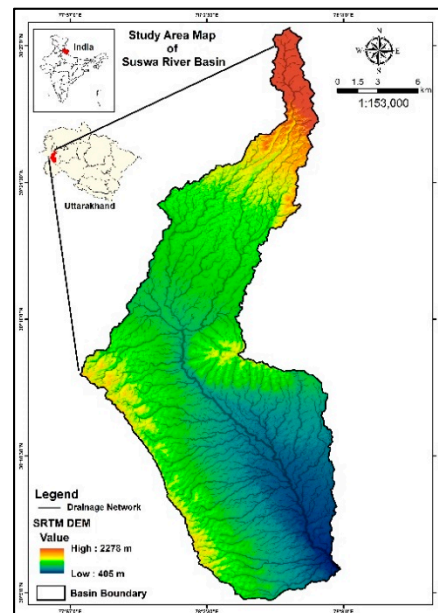 Study Area Map
of
Suswa River Basin
India
N
W
E
S
0 1.5 3 6
km
1:153,000
Uttarakhand
Legend
Drainage Network
SRTM DEM
Value
High : 2278 m
Low : 405 m
Basin Boundary